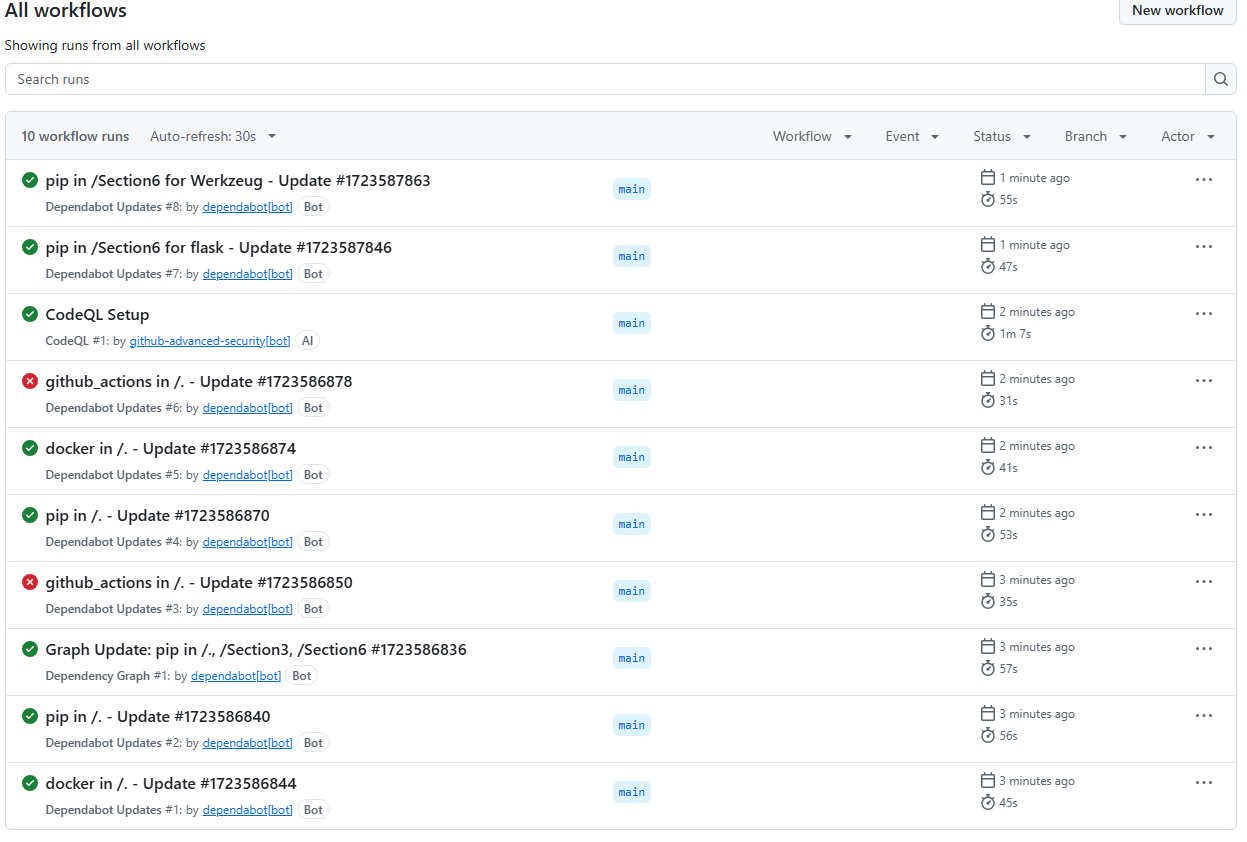 All workflows
New workflow
Showing runs from all workflows
Search runs
10 workflow runs Auto-refresh: 30s Workflow Event Status Branch Actor
pip in /Section6 for Werkzeug - Update #1723587863
main
1 minute ago
Dependabot Updates #8: by dependabot[bot] Bot
55s
pip in /Section6 for flask - Update #1723587846
main
1 minute ago
Dependabot Updates #7: by dependabot[bot] Bot
47s
CodeQL Setup
main
2 minutes ago
CodeQL #1: by github-advanced-security[bot] AI
1m 7s
github_actions in /. - Update #1723586878
main
2 minutes ago
Dependabot Updates #6: by dependabot[bot] Bot
31s
docker in /. - Update #1723586874
main
2 minutes ago
Dependabot Updates #5: by dependabot[bot] Bot
41s
pip in /. - Update #1723586870
main
2 minutes ago
Dependabot Updates #4: by dependabot[bot] Bot
53s
github_actions in /. - Update #1723586850
main
3 minutes ago
Dependabot Updates #3: by dependabot[bot] Bot
35s
Graph Update: pip in /., /Section3, /Section6 #1723586836
main
3 minutes ago
Dependency Graph #1: by dependabot[bot] Bot
57s
pip in /. - Update #1723586840
main
3 minutes ago
Dependabot Updates #2: by dependabot[bot] Bot
56s
docker in /. - Update #1723586844
main
3 minutes ago
Dependabot Updates #1: by dependabot[bot] Bot
45s